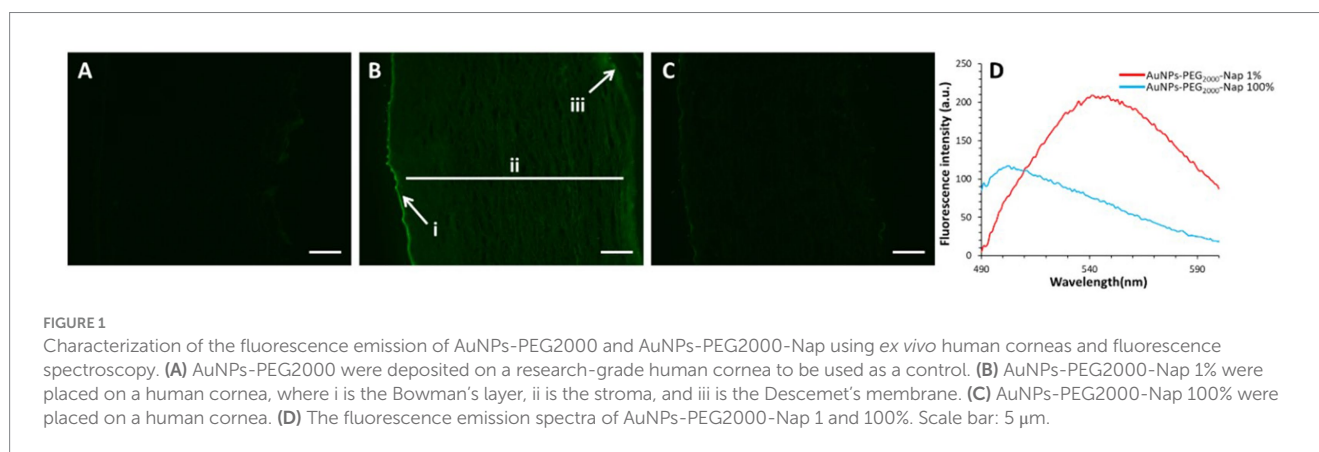 A
B
iii
ii
i
C
D
250
200
150
100
50
0
Fluorescence intensity (a.u.)
AuNPs-PEG2000-Nap 1%
AuNPs-PEG2000-Nap 100%
490 540 590
Wavelength(nm)
FIGURE 1
Characterization of the fluorescence emission of AuNPs-PEG2000 and AuNPs-PEG2000-Nap using ex vivo human corneas and fluorescence
spectroscopy. (A) AuNPs-PEG2000 were deposited on a research-grade human cornea to be used as a control. (B) AuNPs-PEG2000-Nap 1% were
placed on a human cornea, where i is the Bowman’s layer, ii is the stroma, and iii is the Descemet’s membrane. (C) AuNPs-PEG2000-Nap 100% were
placed on a human cornea. (D) The fluorescence emission spectra of AuNPs-PEG2000-Nap 1 and 100%. Scale bar: 5 μm.